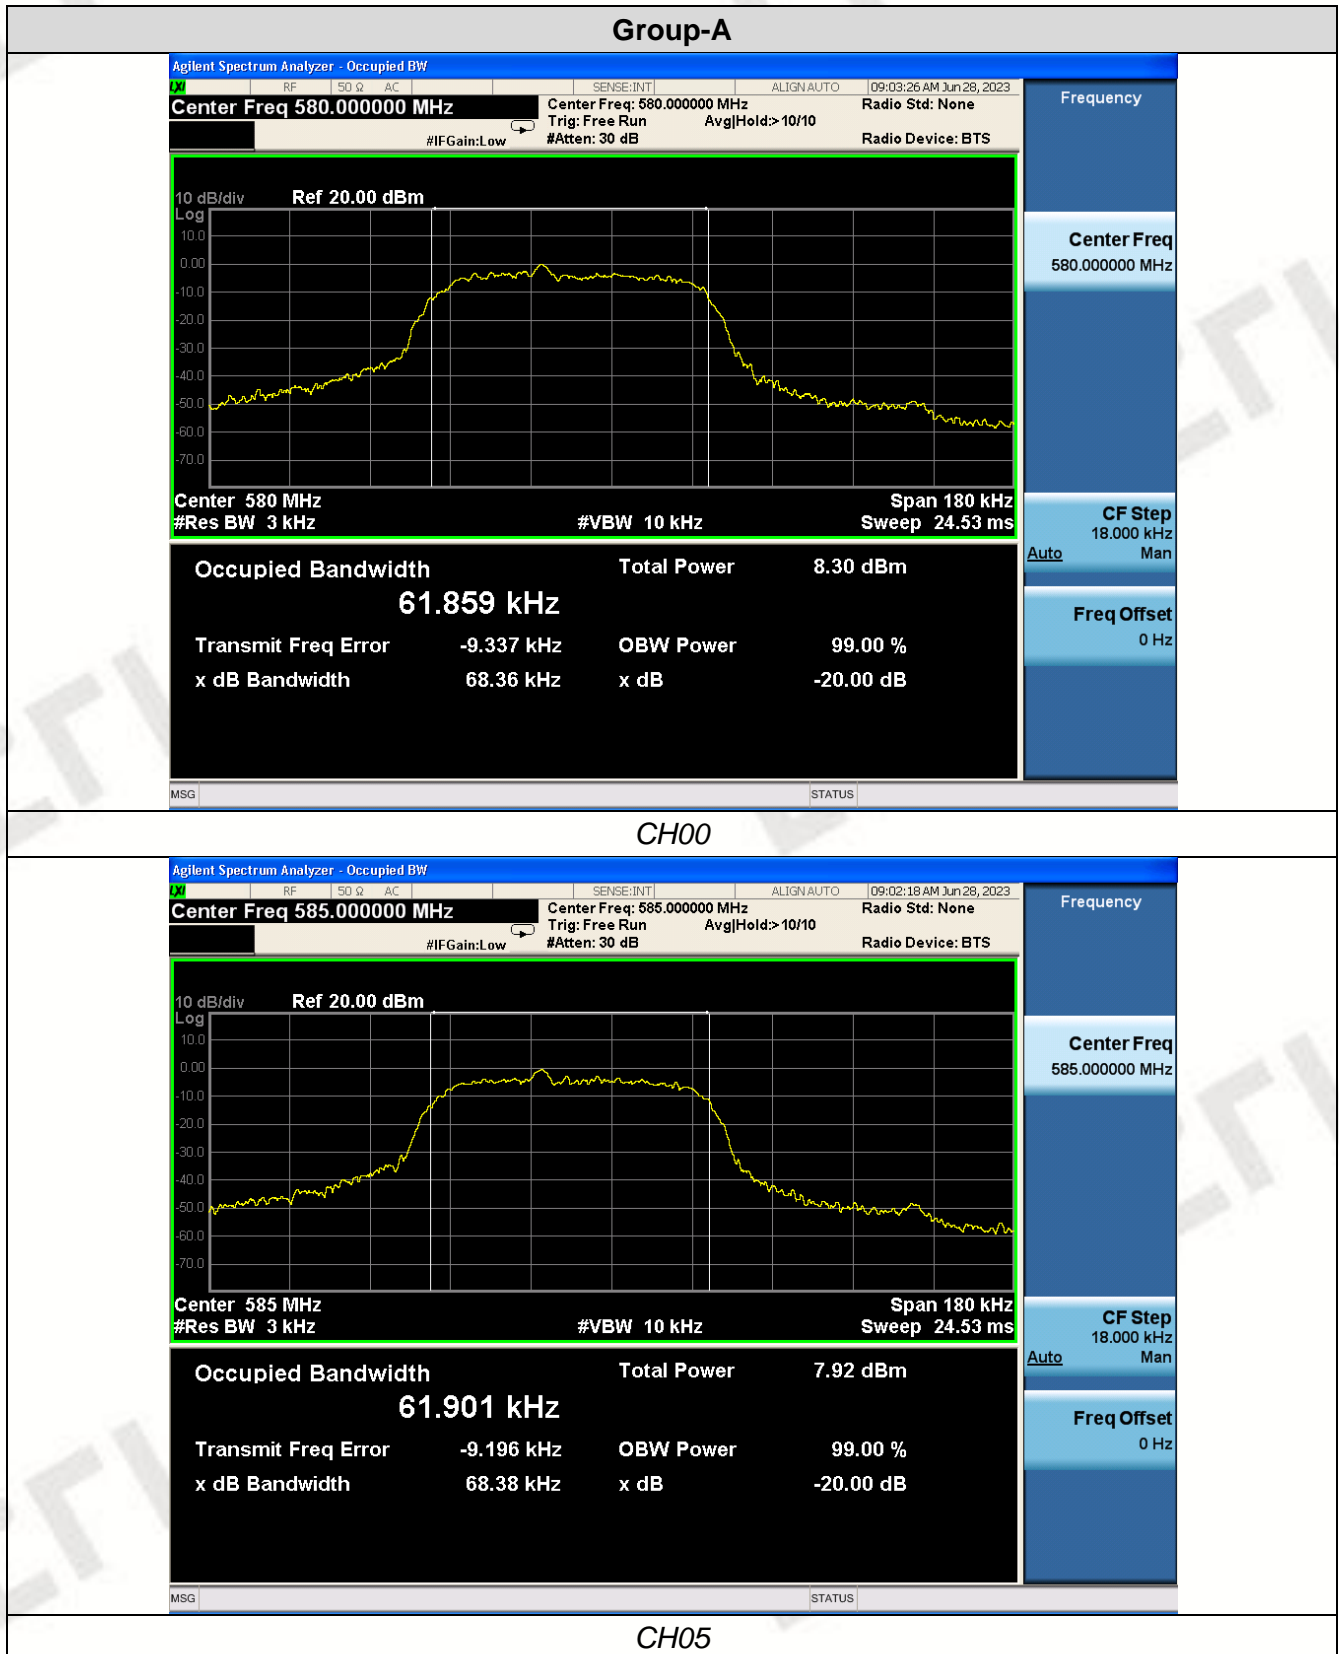 Group-A
Agilent Spectrum Analyzer - Occupied BW
LXI RF 50 Ω AC SENSE:INT ALIGN AUTO 09:03:26 AM Jun 28, 2023
Center Freq 580.000000 MHz Center Freq: 580.000000 MHz Radio Std: None Frequency
Trig: Free Run Avg|Hold:> 10/10
#IFGain:Low #Atten: 30 dB Radio Device: BTS
10 dB/div Ref 20.00 dBm
Log
10.0
Center Freq
0.00
580.000000 MHz
-10.0
-20.0
-30.0
-40.0
-50.0
-60.0
-70.0
Center 580 MHz Span 180 kHz
#Res BW 3 kHz #VBW 10 kHz Sweep 24.53 ms
CF Step
18.000 kHz
Auto Man
Occupied Bandwidth Total Power 8.30 dBm
61.859 kHz
Freq Offset
0 Hz
Transmit Freq Error -9.337 kHz OBW Power 99.00 %
x dB Bandwidth 68.36 kHz x dB -20.00 dB
MSG STATUS
CH00
Agilent Spectrum Analyzer - Occupied BW
LXI RF 50 Ω AC SENSE:INT ALIGN AUTO 09:02:18 AM Jun 28, 2023
Center Freq 585.000000 MHz Center Freq: 585.000000 MHz Radio Std: None Frequency
Trig: Free Run Avg|Hold:> 10/10
#IFGain:Low #Atten: 30 dB Radio Device: BTS
10 dB/div Ref 20.00 dBm
Log
10.0
Center Freq
0.00
585.000000 MHz
-10.0
-20.0
-30.0
-40.0
-50.0
-60.0
-70.0
Center 585 MHz Span 180 kHz
#Res BW 3 kHz #VBW 10 kHz Sweep 24.53 ms
CF Step
18.000 kHz
Auto Man
Occupied Bandwidth Total Power 7.92 dBm
61.901 kHz
Freq Offset
0 Hz
Transmit Freq Error -9.196 kHz OBW Power 99.00 %
x dB Bandwidth 68.38 kHz x dB -20.00 dB
MSG STATUS
CH05